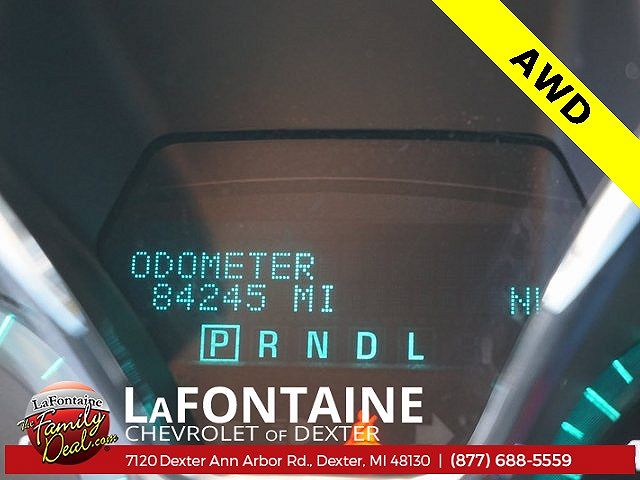 AWD
ODOMETER
84245 MI
P R N D L
LAFONTAINE
CHEVROLET OF DEXTER
LaFontaine
The Family
Deal.com
7120 Dexter Ann Arbor Rd., Dexter, MI 48130 | (877) 688-5559